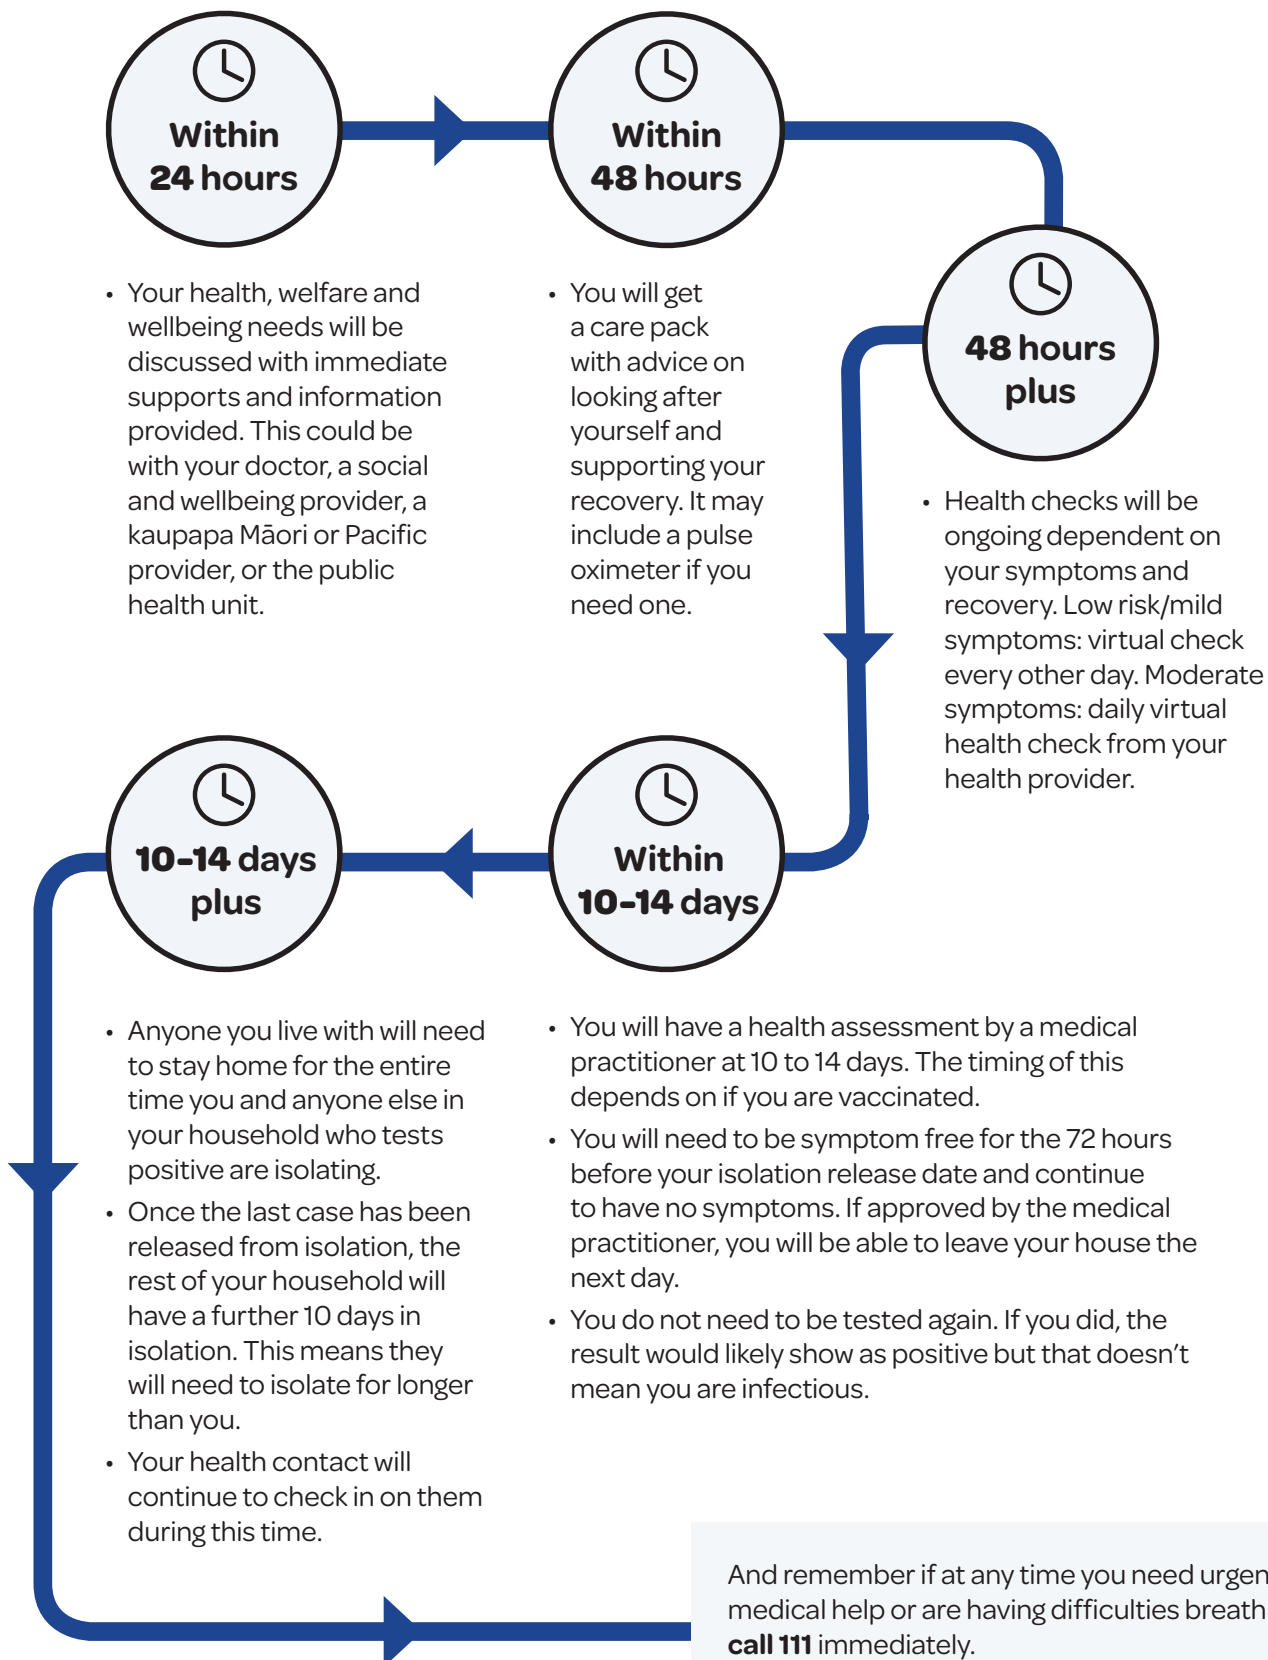 Within
24 hours
• Your health, welfare and
wellbeing needs will be
discussed with immediate
supports and information
provided. This could be
with your doctor, a social
and wellbeing provider, a
kaupapa Māori or Pacific
provider, or the public
health unit.
Within
48 hours
• You will get
a care pack
with advice on
looking after
yourself and
supporting your
recovery. It may
include a pulse
oximeter if you
need one.
48 hours
plus
• Health checks will be
ongoing dependent on
your symptoms and
recovery. Low risk/mild
symptoms: virtual check
every other day. Moderate
symptoms: daily virtual
health check from your
health provider.
Within
10-14 days
• You will have a health assessment by a medical
practitioner at 10 to 14 days. The timing of this
depends on if you are vaccinated.
• You will need to be symptom free for the 72 hours
before your isolation release date and continue
to have no symptoms. If approved by the medical
practitioner, you will be able to leave your house the
next day.
• You do not need to be tested again. If you did, the
result would likely show as positive but that doesn't
mean you are infectious.
10-14 days
plus
• Anyone you live with will need
to stay home for the entire
time you and anyone else in
your household who tests
positive are isolating.
• Once the last case has been
released from isolation, the
rest of your household will
have a further 10 days in
isolation. This means they
will need to isolate for longer
than you.
• Your health contact will
continue to check in on them
during this time.
And remember if at any time you need urgen
medical help or are having difficulties breath
call 111 immediately.